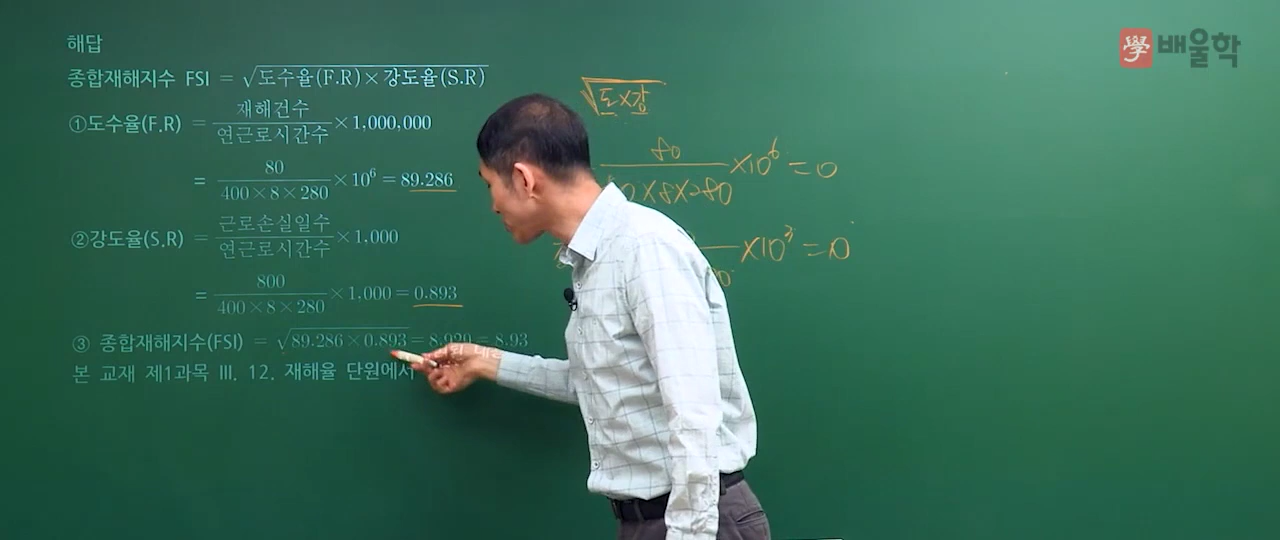 해답
學 배울학
종합재해지수 FSI = √도수율(F.R)×강도율(S.R)
①도수율(F.R) = 재해건수/연근로시간수 ×1,000,000
= 80/400×8×280 ×10⁶ = 89.286
②강도율(S.R) = 근로손실일수/연근로시간수 ×1,000
= 800/400×8×280 ×1,000 = 0.893
③ 종합재해지수(FSI) = √89.286×0.893 = 8.929 = 8.93
본 교재 제1과목 III. 12. 재해율 단원에서
√도×강
80/0×8×280 ×10⁶ = 0
×10³ = 0